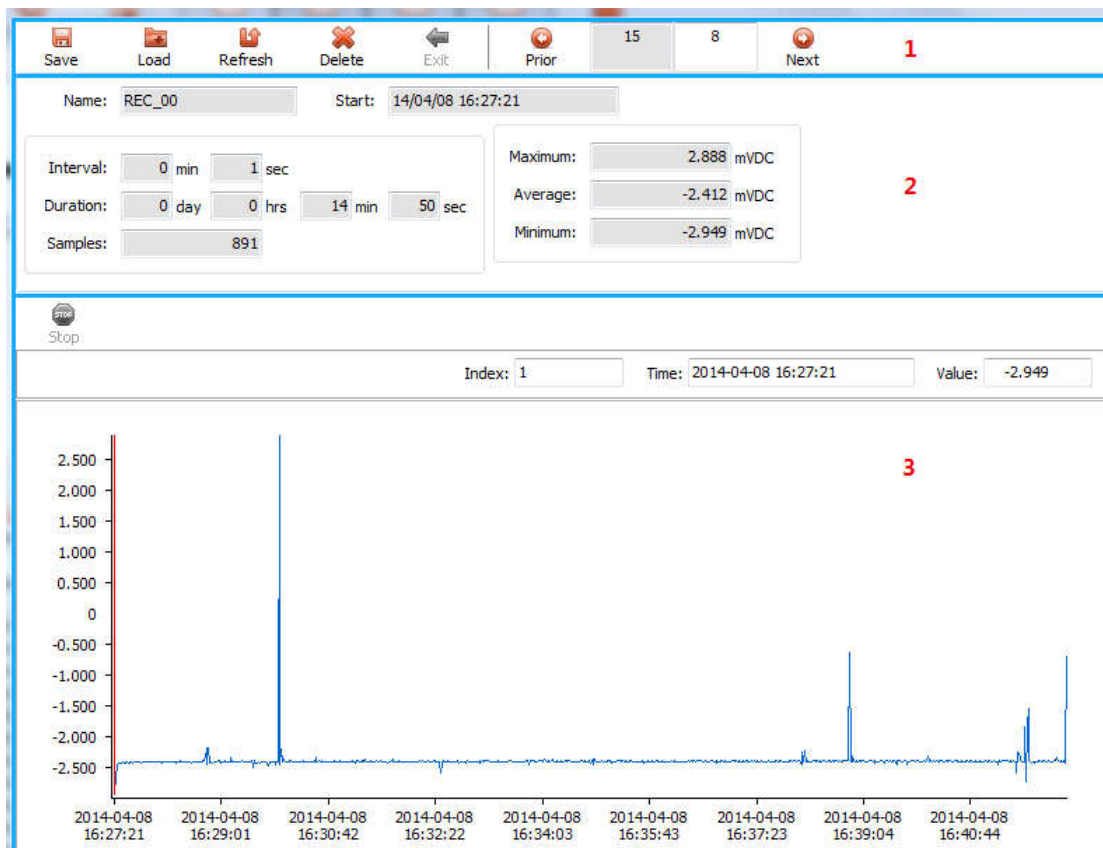 15 8
Save Load Refresh Delete Exit Prior Next 1
Name: REC_00 Start: 14/04/08 16:27:21
Interval: 0 min 1 sec
Duration: 0 day 0 hrs 14 min 50 sec
Samples: 891
Maximum: 2.888 mVDC
Average: -2.412 mVDC
Minimum: -2.949 mVDC
2
STOP
Stop
Index: 1 Time: 2014-04-08 16:27:21 Value: -2.949
3
2.500
2.000
1.500
1.000
0.500
0
-0.500
-1.000
-1.500
-2.000
-2.500
2014-04-08 2014-04-08 2014-04-08 2014-04-08 2014-04-08 2014-04-08 2014-04-08 2014-04-08 2014-04-08
16:27:21 16:29:01 16:30:42 16:32:22 16:34:03 16:35:43 16:37:23 16:39:04 16:40:44